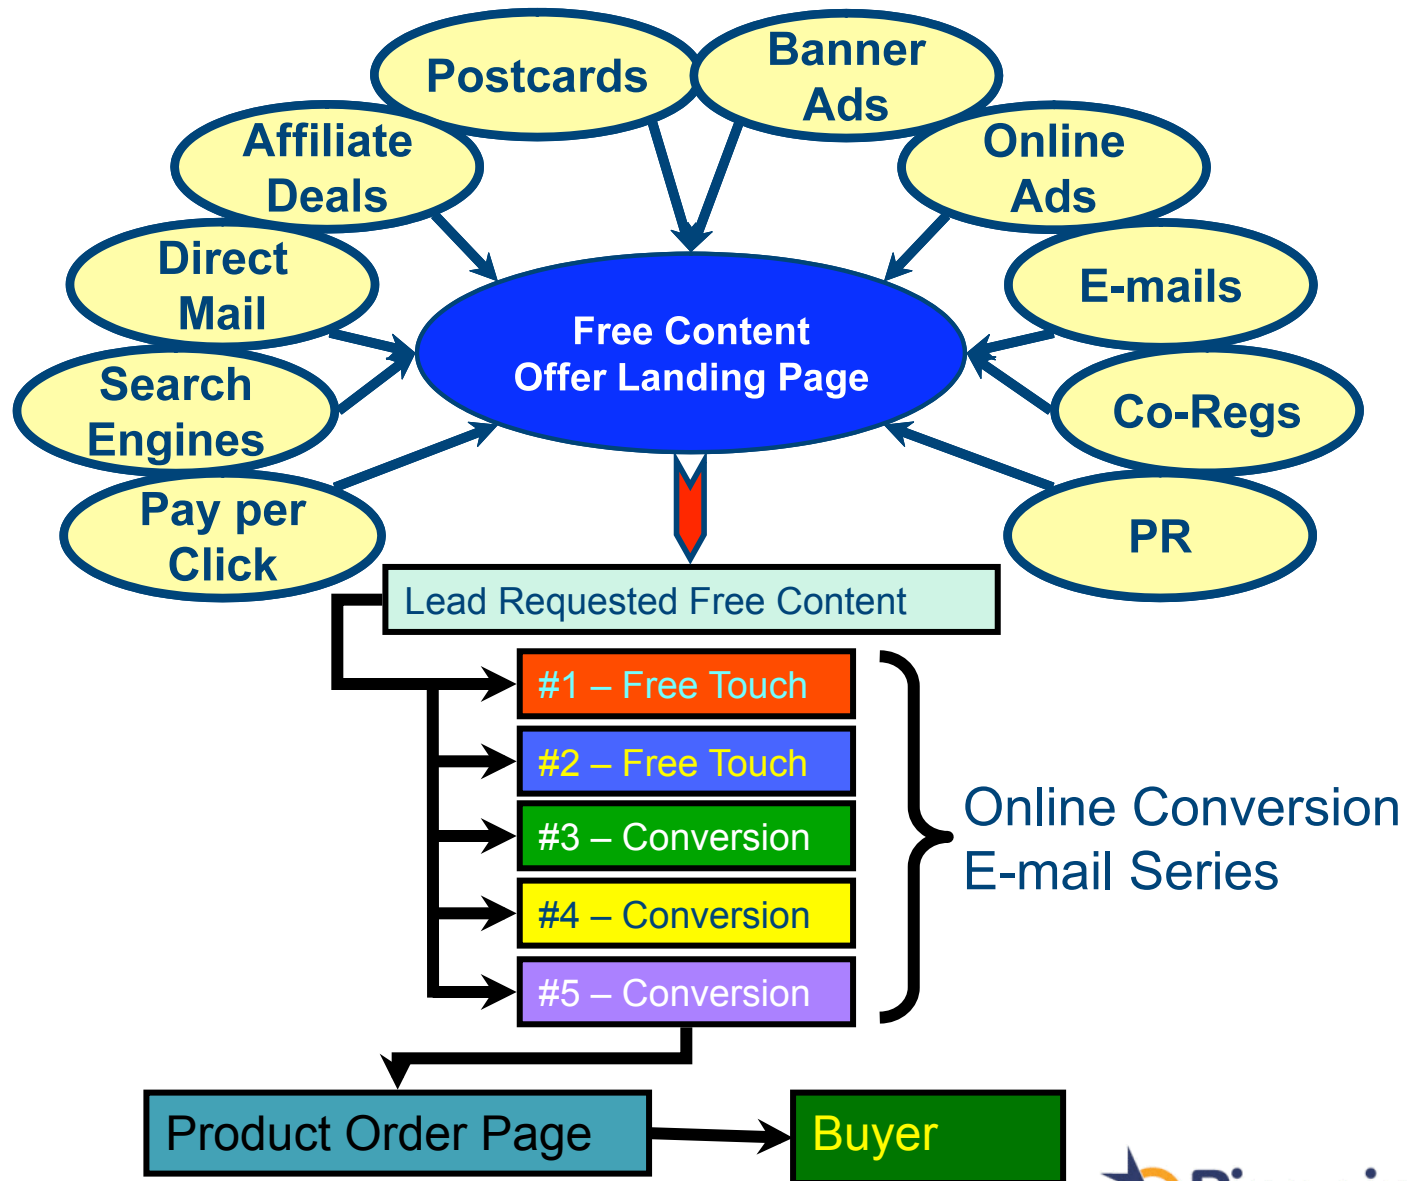 Postcards
Banner
Ads
Affiliate
Deals
Online
Ads
Direct
Mail
E-mails
Free Content
Offer Landing Page
Search
Engines
Co-Regs
Pay per
Click
PR
Lead Requested Free Content
#1 – Free Touch
#2 – Free Touch
#3 – Conversion
#4 – Conversion
#5 – Conversion
Online Conversion
E-mail Series
Product Order Page
Buyer